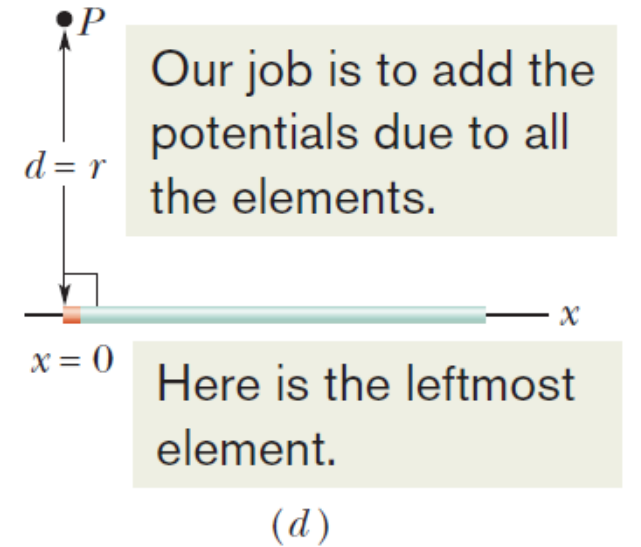 P
Our job is to add the
potentials due to all
the elements.
d = r
x
x = 0
Here is the leftmost
element.
(d)